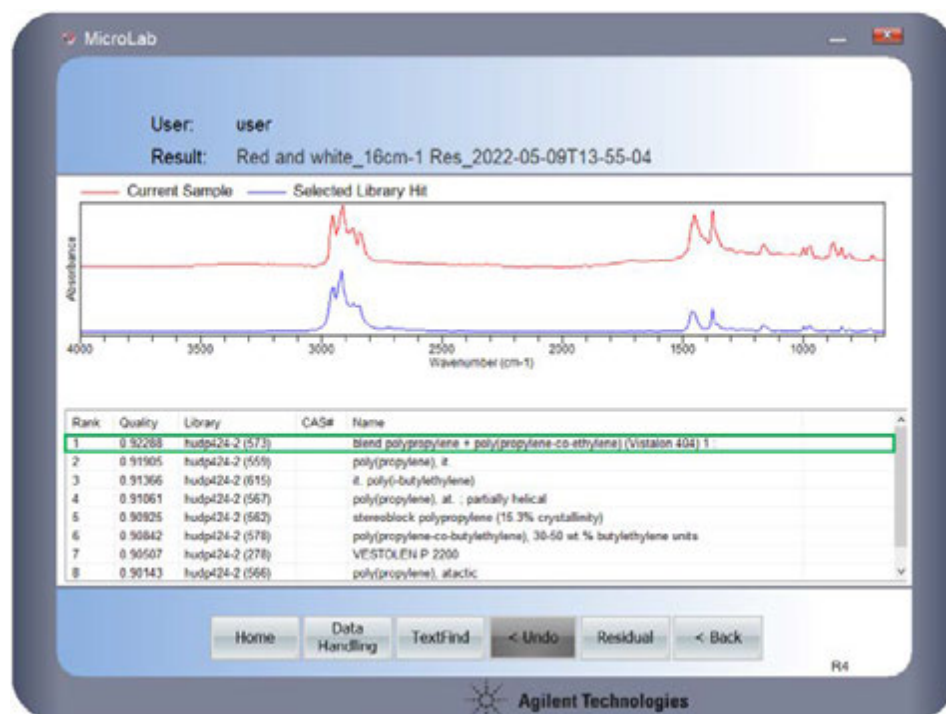 MicroLab
User: user
Result: Red and white_16cm-1 Res_2022-05-09T13-55-04
Current Sample Selected Library Hit
Absorbance
4000 3500 3000 2500 2000 1500 1000
Wavenumber (cm-1)
Rank Quality Library CAS# Name
1 0.92288 hudp424-2 (573) blend polypropylene + poly(propylene-co-ethylene) (Vistalon 404) 1 :
2 0.91905 hudp424-2 (559) poly(propylene), it
3 0.91366 hudp424-2 (615) it. poly(i-butylethylene)
4 0.91061 hudp424-2 (567) poly(propylene), at. ; partially helical
5 0.90925 hudp424-2 (562) stereoblock polypropylene (15.3% crystallinity)
6 0.90842 hudp424-2 (578) poly(propylene-co-butylethylene), 30-50 wt % butylethylene units
7 0.90507 hudp424-2 (278) VESTOLEN P 2200
8 0.90143 hudp424-2 (566) poly(propylene), atactic
Home Data Handling TextFind < Undo Residual < Back
R4
Agilent Technologies